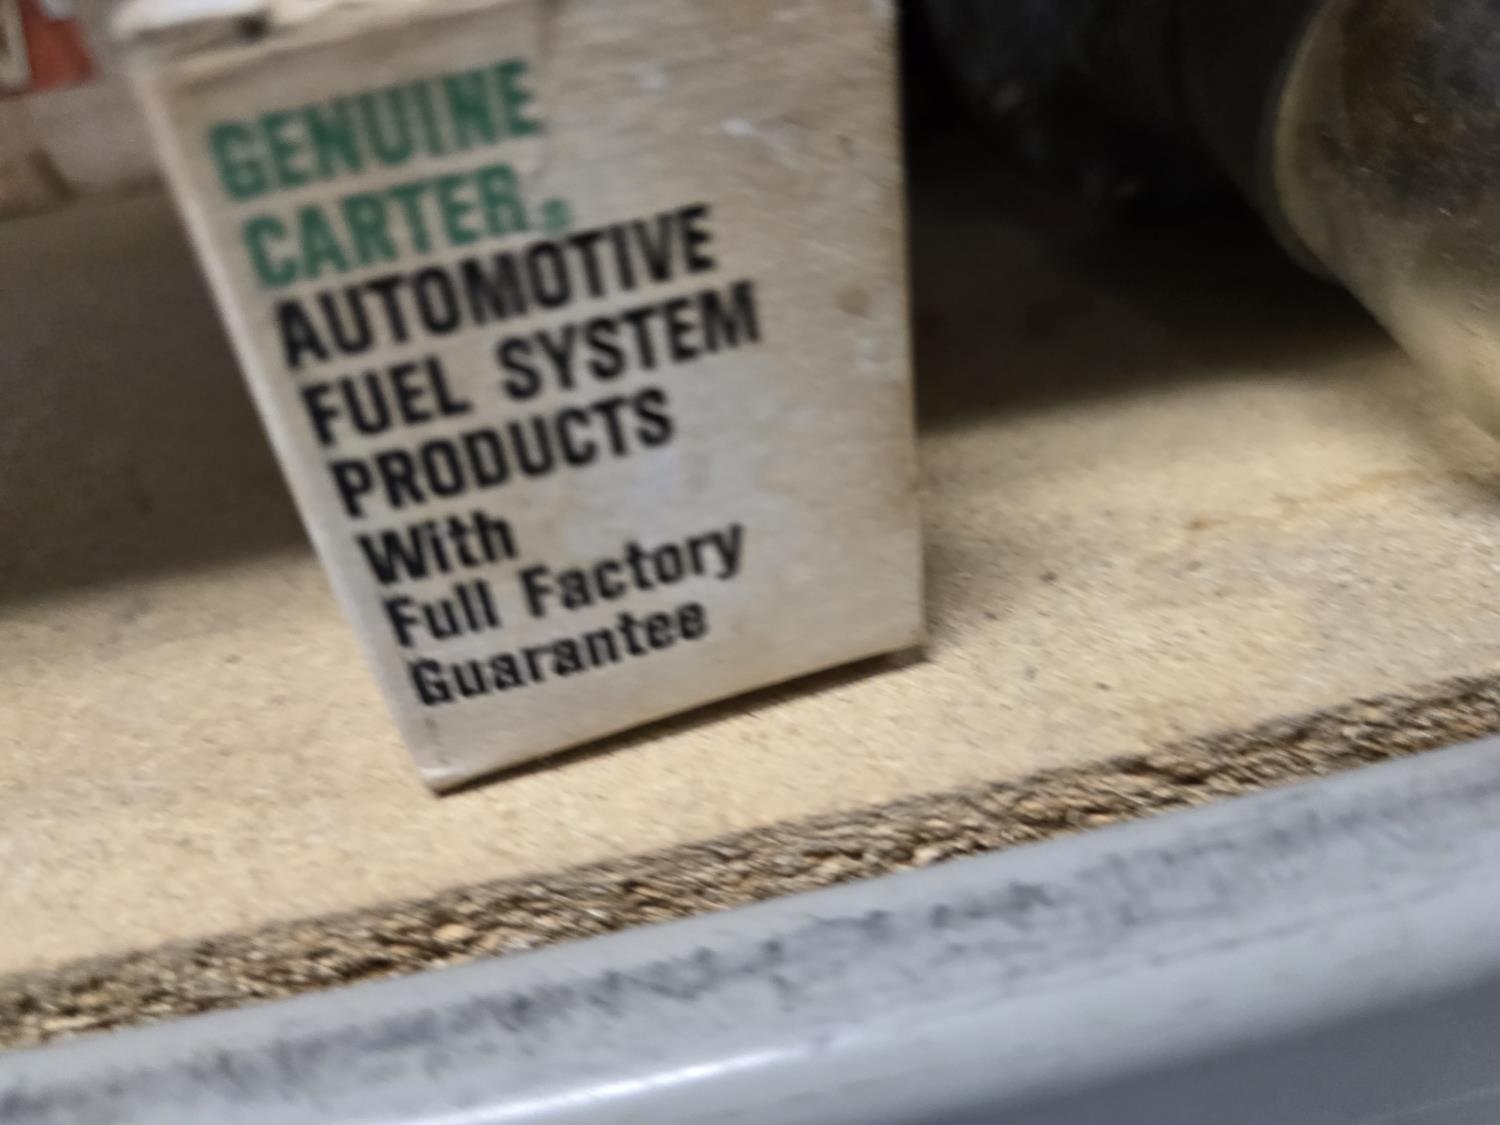 GENUINE
CARTER®
AUTOMOTIVE
FUEL SYSTEM
PRODUCTS
With
Full Factory
Guarantee